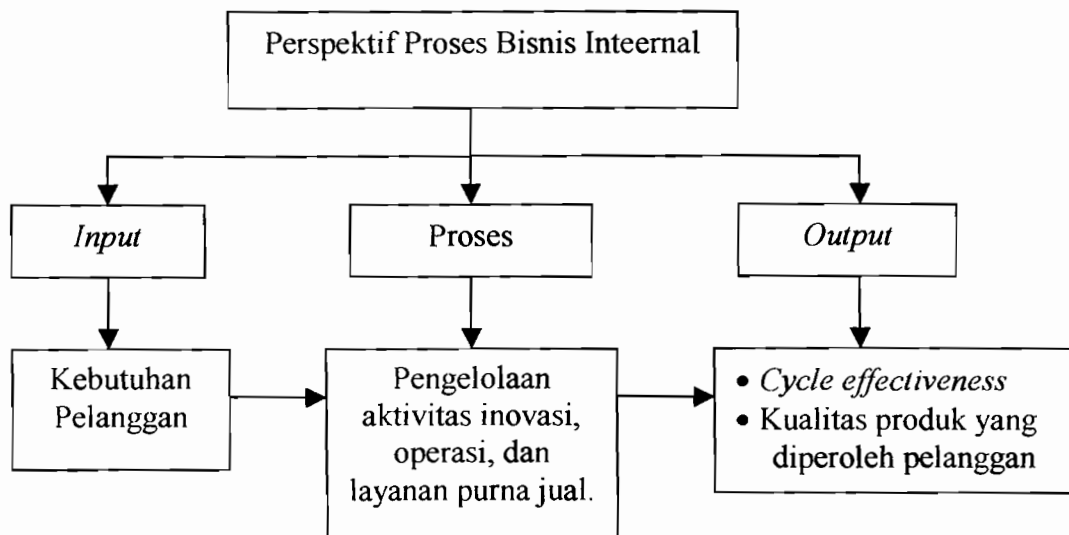 Perspektif Proses Bisnis Inteernal
Input
Proses
Output
Kebutuhan
Pelanggan
Pengelolaan
aktivitas inovasi,
operasi, dan
layanan purna jual.
• Cycle effectiveness
• Kualitas produk yang
diperoleh pelanggan